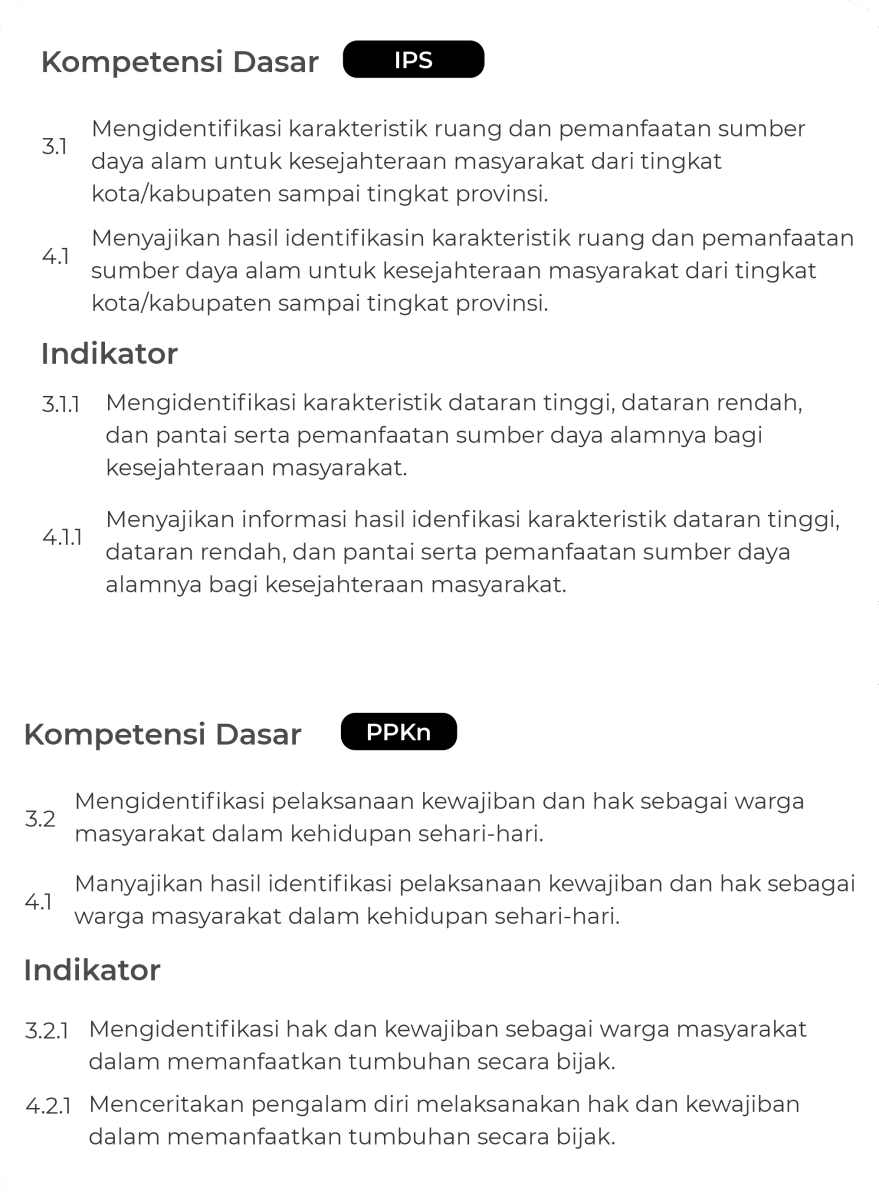 Kompetensi Dasar IPS
3.1 Mengidentifikasi karakteristik ruang dan pemanfaatan sumber
daya alam untuk kesejahteraan masyarakat dari tingkat
kota/kabupaten sampai tingkat provinsi.
4.1 Menyajikan hasil identifikasin karakteristik ruang dan pemanfaatan
sumber daya alam untuk kesejahteraan masyarakat dari tingkat
kota/kabupaten sampai tingkat provinsi.
Indikator
3.1.1 Mengidentifikasi karakteristik dataran tinggi, dataran rendah,
dan pantai serta pemanfaatan sumber daya alamnya bagi
kesejahteraan masyarakat.
4.1.1 Menyajikan informasi hasil idenfikasi karakteristik dataran tinggi,
dataran rendah, dan pantai serta pemanfaatan sumber daya
alamnya bagi kesejahteraan masyarakat.
Kompetensi Dasar PPKn
3.2 Mengidentifikasi pelaksanaan kewajiban dan hak sebagai warga
masyarakat dalam kehidupan sehari-hari.
4.1 Manyajikan hasil identifikasi pelaksanaan kewajiban dan hak sebagai
warga masyarakat dalam kehidupan sehari-hari.
Indikator
3.2.1 Mengidentifikasi hak dan kewajiban sebagai warga masyarakat
dalam memanfaatkan tumbuhan secara bijak.
4.2.1 Menceritakan pengalam diri melaksanakan hak dan kewajiban
dalam memanfaatkan tumbuhan secara bijak.